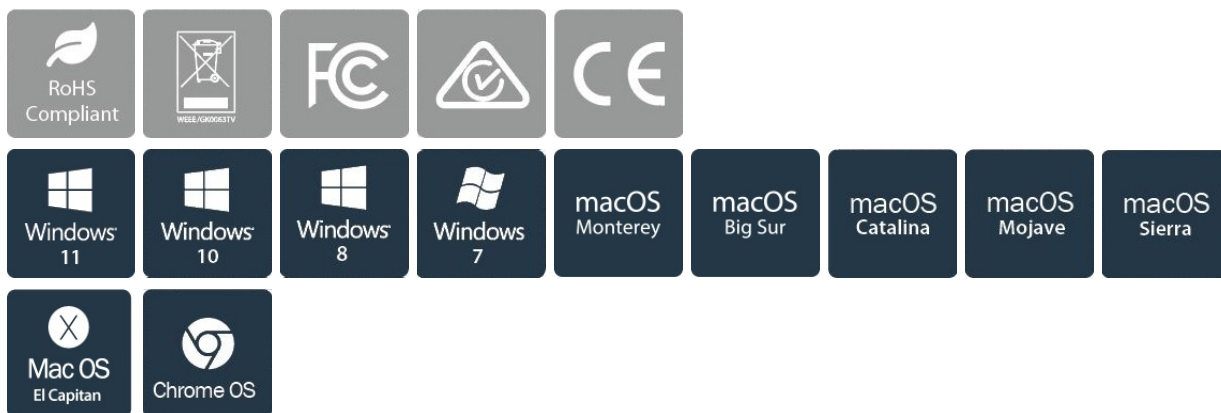 RoHS
Compliant
WEEE/GK0063TV
FC
CE
Windows
11
Windows
10
Windows
8
Windows
7
macOS
Monterey
macOS
Big Sur
macOS
Catalina
macOS
Mojave
macOS
Sierra
X
Mac OS
El Capitan
Chrome OS